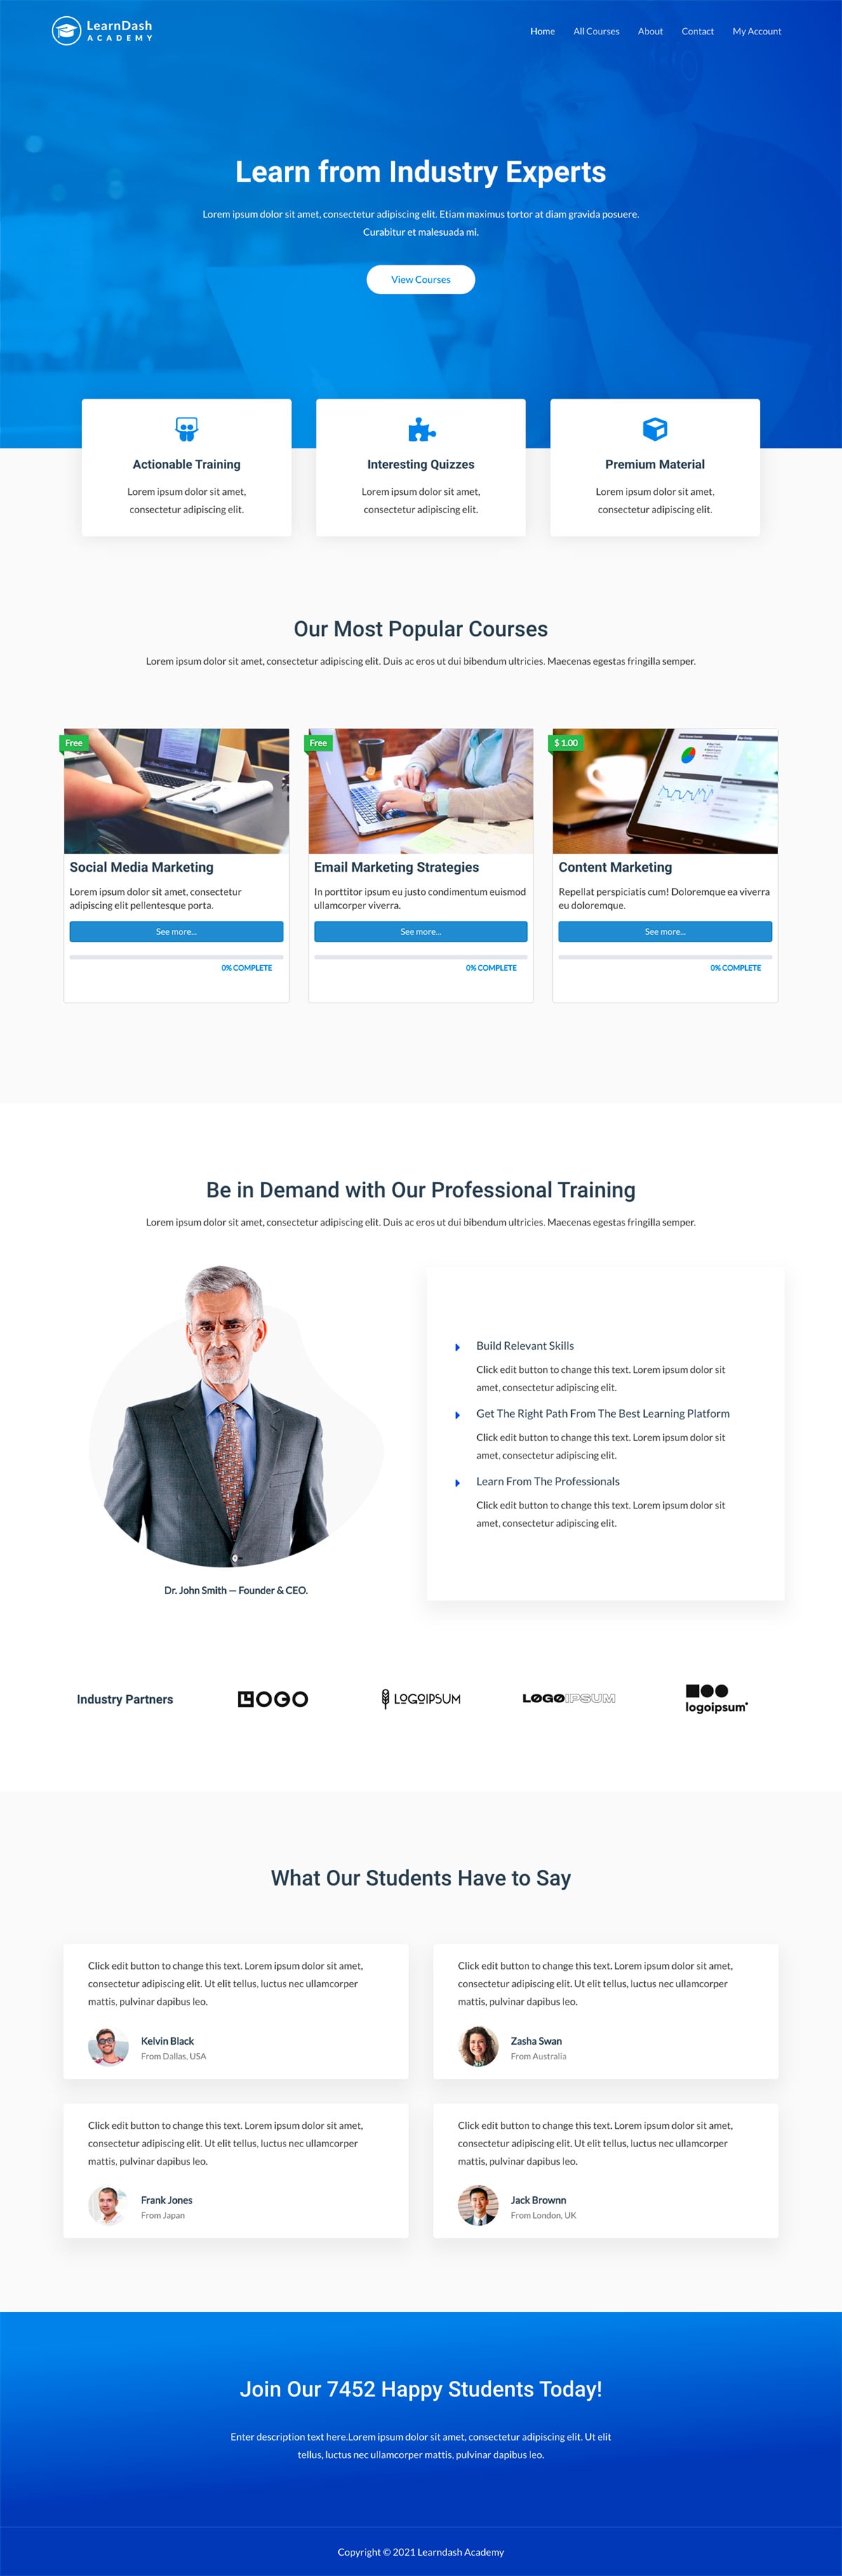 LearnDash
ACADEMY
Home All Courses About Contact My Account
Learn from Industry Experts
Lorem ipsum dolor sit amet, consectetur adipiscing elit. Etiam maximus tortor at diam gravida posuere.
Curabitur et malesuada mi.
View Courses
Actionable Training
Lorem ipsum dolor sit amet,
consectetur adipiscing elit.
Interesting Quizzes
Lorem ipsum dolor sit amet,
consectetur adipiscing elit.
Premium Material
Lorem ipsum dolor sit amet,
consectetur adipiscing elit.
Our Most Popular Courses
Lorem ipsum dolor sit amet, consectetur adipiscing elit. Duis ac eros ut dui bibendum ultricies. Maecenas egestas fringilla semper.
Free
Social Media Marketing
Lorem ipsum dolor sit amet, consectetur
adipiscing elit pellentesque porta.
See more...
0% COMPLETE
Free
Email Marketing Strategies
In porttitor ipsum eu justo condimentum euismod
ullamcorper viverra.
See more...
0% COMPLETE
$ 1.00
Content Marketing
Repellat perspiciatis cum! Doloremque ea viverra
eu doloremque.
See more...
0% COMPLETE
Be in Demand with Our Professional Training
Lorem ipsum dolor sit amet, consectetur adipiscing elit. Duis ac eros ut dui bibendum ultricies. Maecenas egestas fringilla semper.
Dr. John Smith — Founder & CEO.
Build Relevant Skills
Click edit button to change this text. Lorem ipsum dolor sit
amet, consectetur adipiscing elit.
Get The Right Path From The Best Learning Platform
Click edit button to change this text. Lorem ipsum dolor sit
amet, consectetur adipiscing elit.
Learn From The Professionals
Click edit button to change this text. Lorem ipsum dolor sit
amet, consectetur adipiscing elit.
Industry Partners
LOGO
LOGOIPSUM
LOGOIPSUM
logoipsum
What Our Students Have to Say
Click edit button to change this text. Lorem ipsum dolor sit amet,
consectetur adipiscing elit. Ut elit tellus, luctus nec ullamcorper
mattis, pulvinar dapibus leo.
Kelvin Black
From Dallas, USA
Click edit button to change this text. Lorem ipsum dolor sit amet,
consectetur adipiscing elit. Ut elit tellus, luctus nec ullamcorper
mattis, pulvinar dapibus leo.
Zasha Swan
From Australia
Click edit button to change this text. Lorem ipsum dolor sit amet,
consectetur adipiscing elit. Ut elit tellus, luctus nec ullamcorper
mattis, pulvinar dapibus leo.
Frank Jones
From Japan
Click edit button to change this text. Lorem ipsum dolor sit amet,
consectetur adipiscing elit. Ut elit tellus, luctus nec ullamcorper
mattis, pulvinar dapibus leo.
Jack Brownn
From London, UK
Join Our 7452 Happy Students Today!
Enter description text here.Lorem ipsum dolor sit amet, consectetur adipiscing elit. Ut elit
tellus, luctus nec ullamcorper mattis, pulvinar dapibus leo.
Copyright © 2021 Learndash Academy